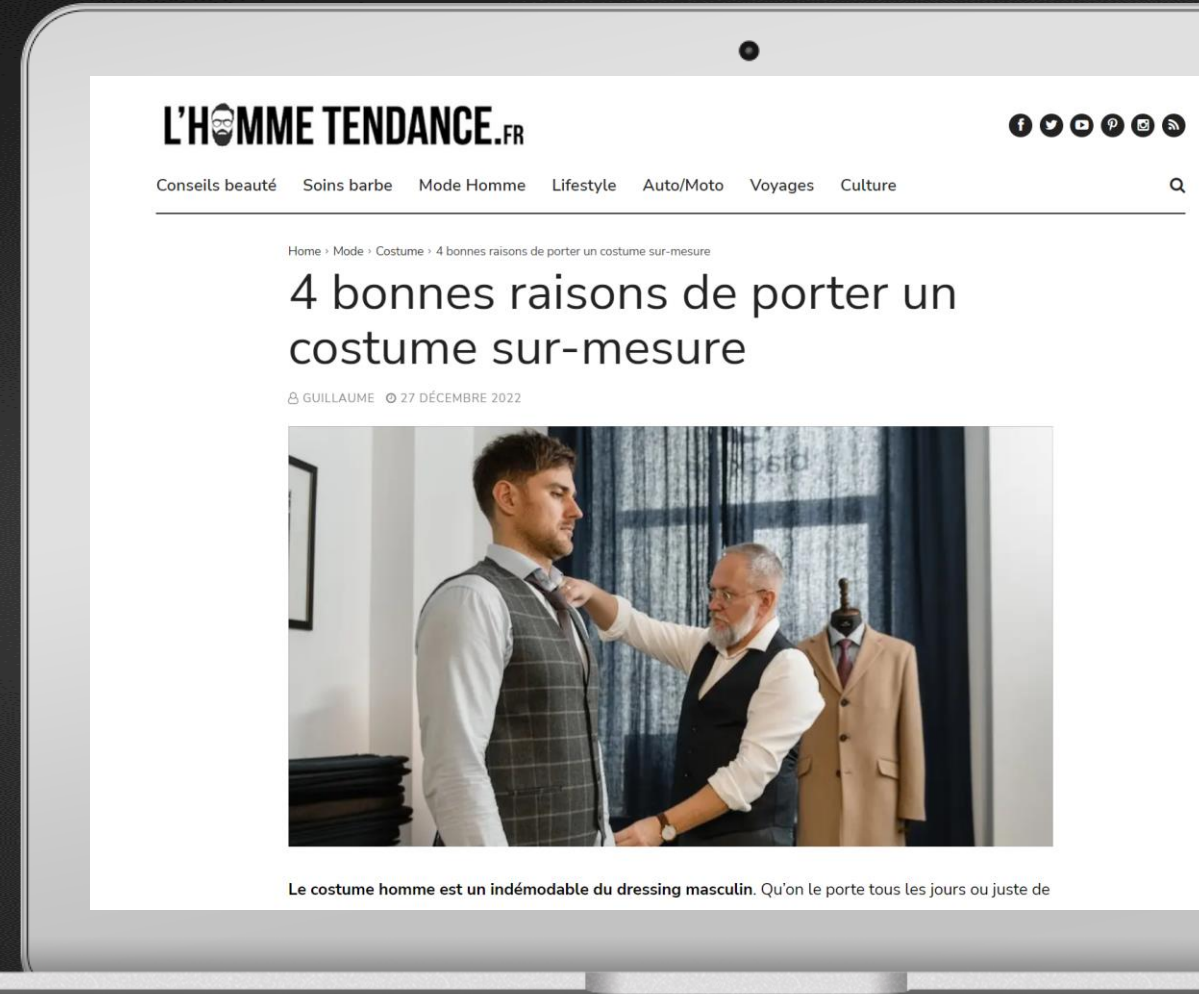 L'HOMME TENDANCE.FR
Conseils beauté Soins barbe Mode Homme Lifestyle Auto/Moto Voyages Culture
Home › Mode › Costume › 4 bonnes raisons de porter un costume sur-mesure
4 bonnes raisons de porter un
costume sur-mesure
GUILLAUME 27 DÉCEMBRE 2022
Le costume homme est un indémodable du dressing masculin. Qu'on le porte tous les jours ou juste de